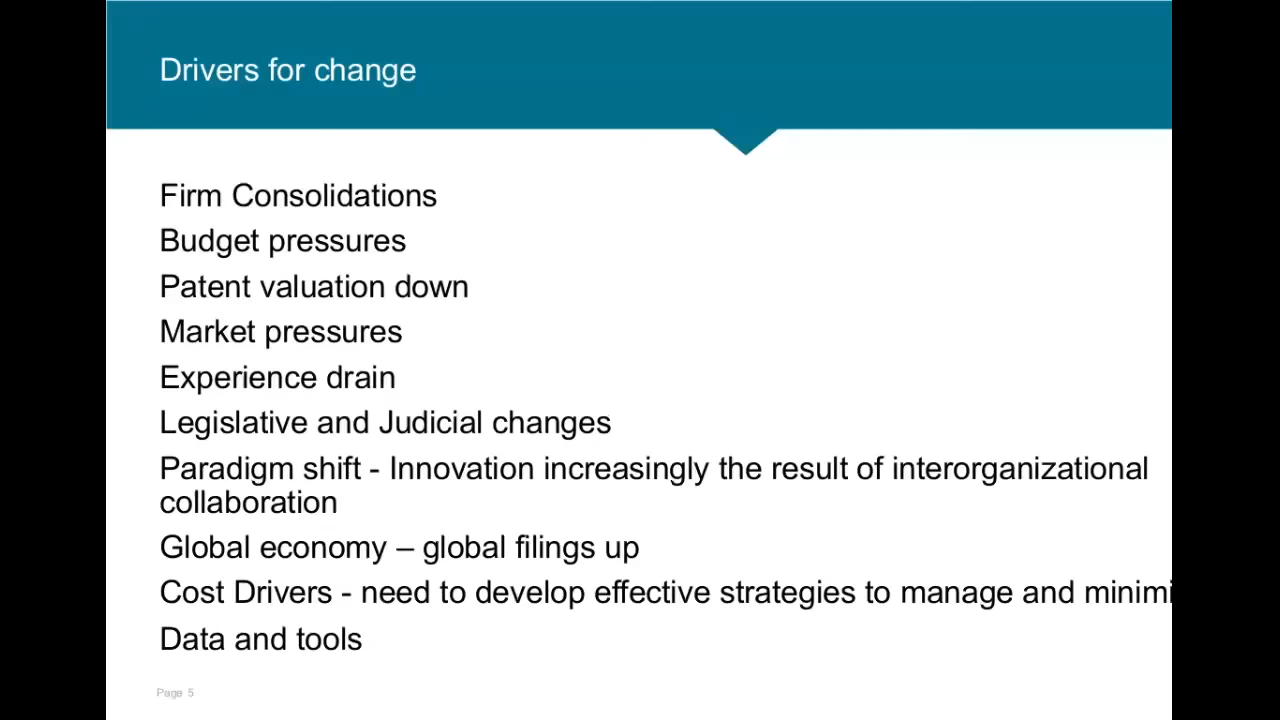 Drivers for change
Firm Consolidations
Budget pressures
Patent valuation down
Market pressures
Experience drain
Legislative and Judicial changes
Paradigm shift - Innovation increasingly the result of interorganizational
collaboration
Global economy – global filings up
Cost Drivers - need to develop effective strategies to manage and minimi
Data and tools
Page 5